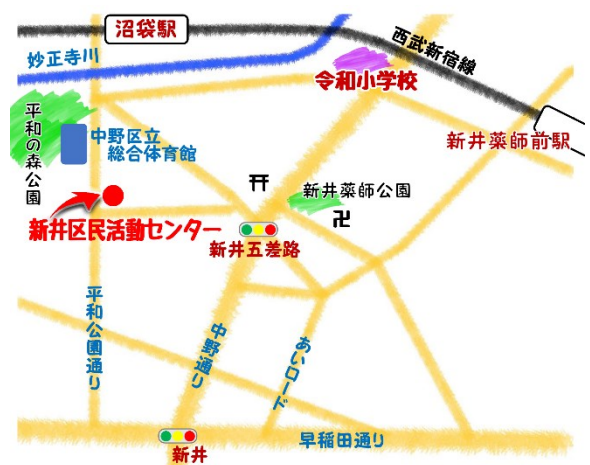 沼袋駅
妙正寺川
西武新宿線
令和小学校
平和の森公園
中野区立
総合体育館
新井薬師前駅
新井薬師公園
卍
新井区民活動センター
新井五差路
平和公園通り
中野通り
あいロード
新井
早稲田通り